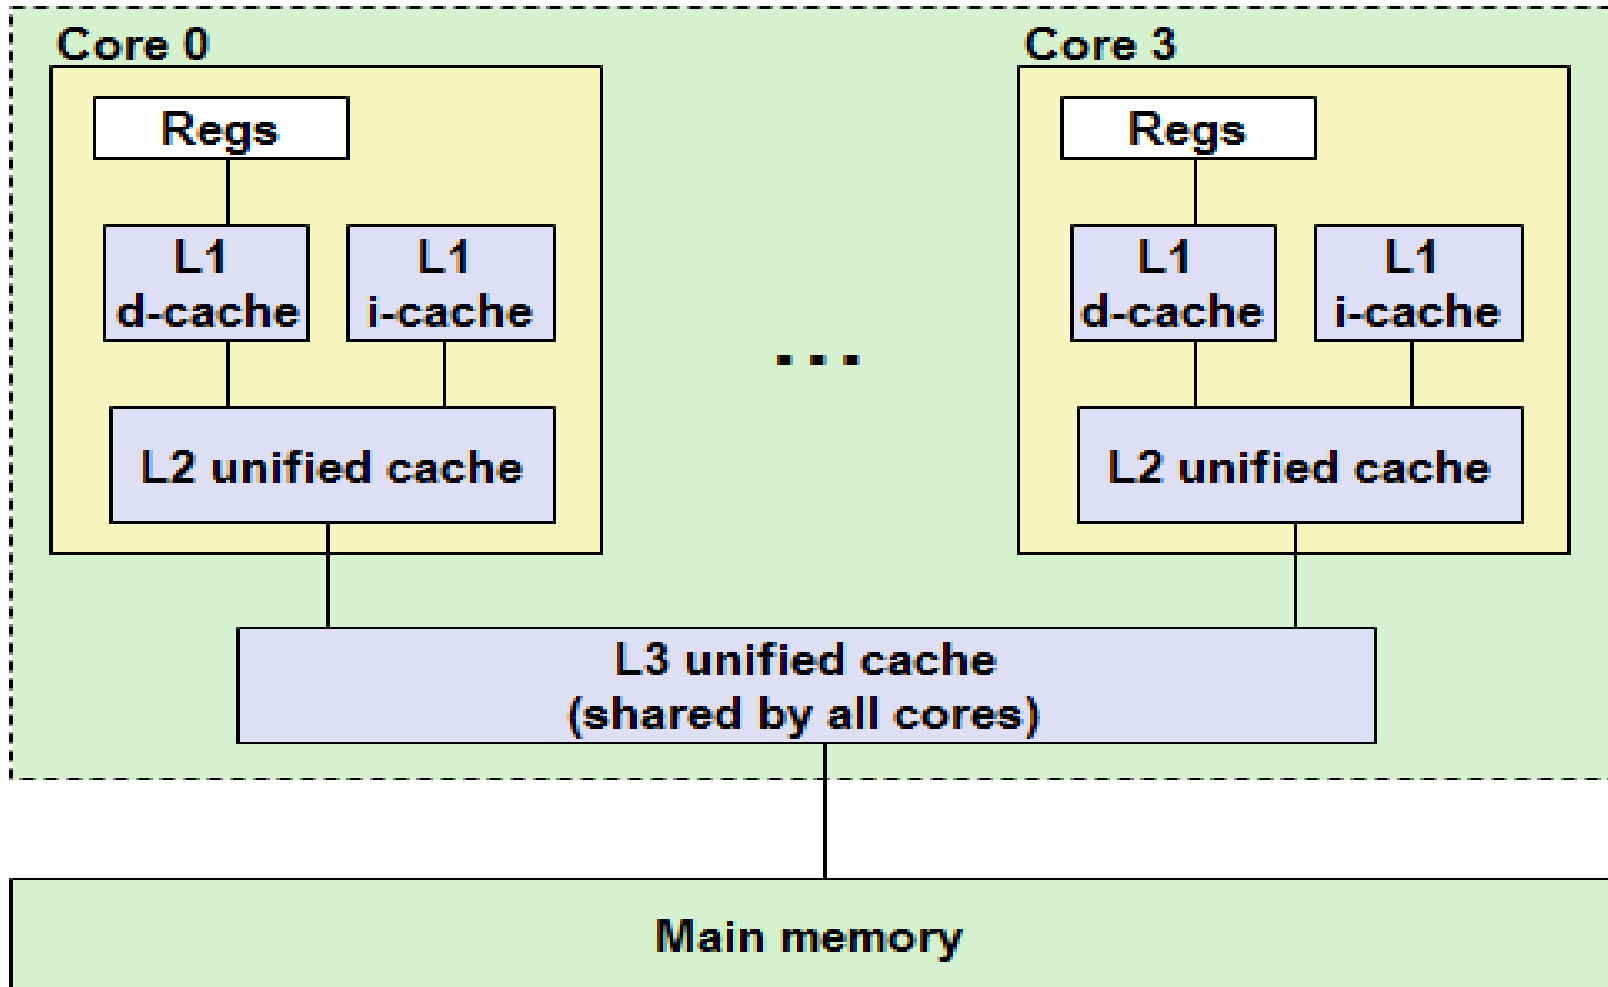 Core 0
Core 3
Regs
Regs
L1
d-cache
L1
i-cache
L1
d-cache
L1
i-cache
...
L2 unified cache
L2 unified cache
L3 unified cache
(shared by all cores)
Main memory